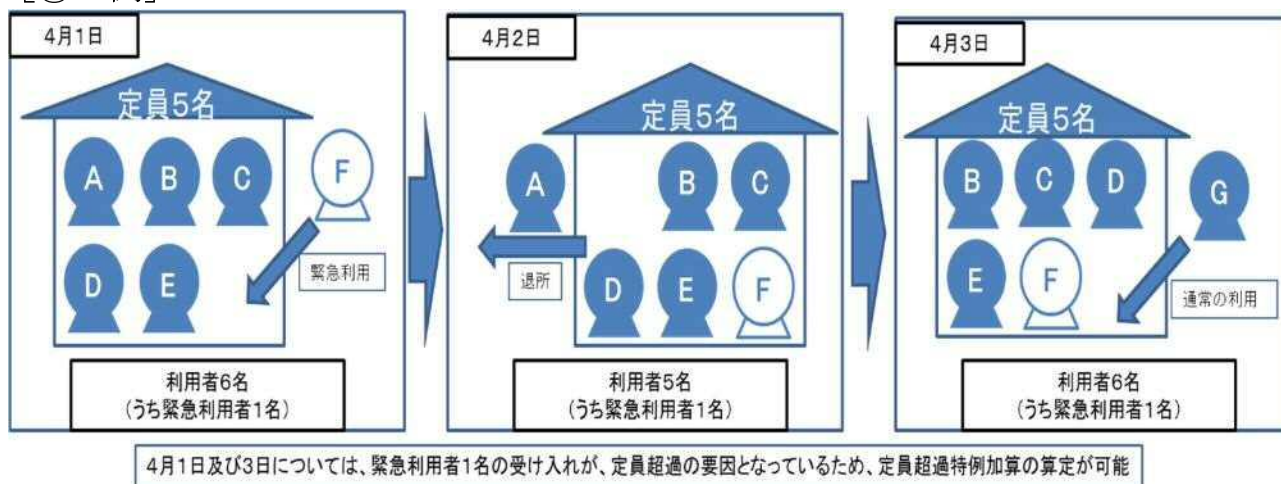 4月1日
定員5名
A B C F
緊急利用
D E
利用者6名
(うち緊急利用者1名)
4月2日
定員5名
A B C
退所
D E F
利用者5名
(うち緊急利用者1名)
4月3日
定員5名
B C D G
E F
通常の利用
利用者6名
(うち緊急利用者1名)
4月1日及び3日については、緊急利用者1名の受け入れが、定員超過の要因となっているため、定員超過特例加算の算定が可能